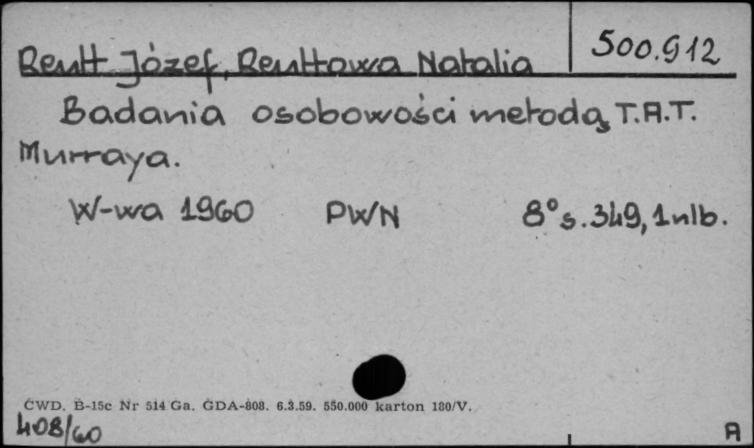 Reutt Józef, Reuttowa Natalia 500.912
Badania osobowości metodą T.A.T.
Murraya.
W-wa 1960 PWN 8° s. 349, 1 nlb.
CWD. B-15c Nr 514 Ga. GDA-808. 6.3.59. 550.000 karton 180/V.
408/60 A